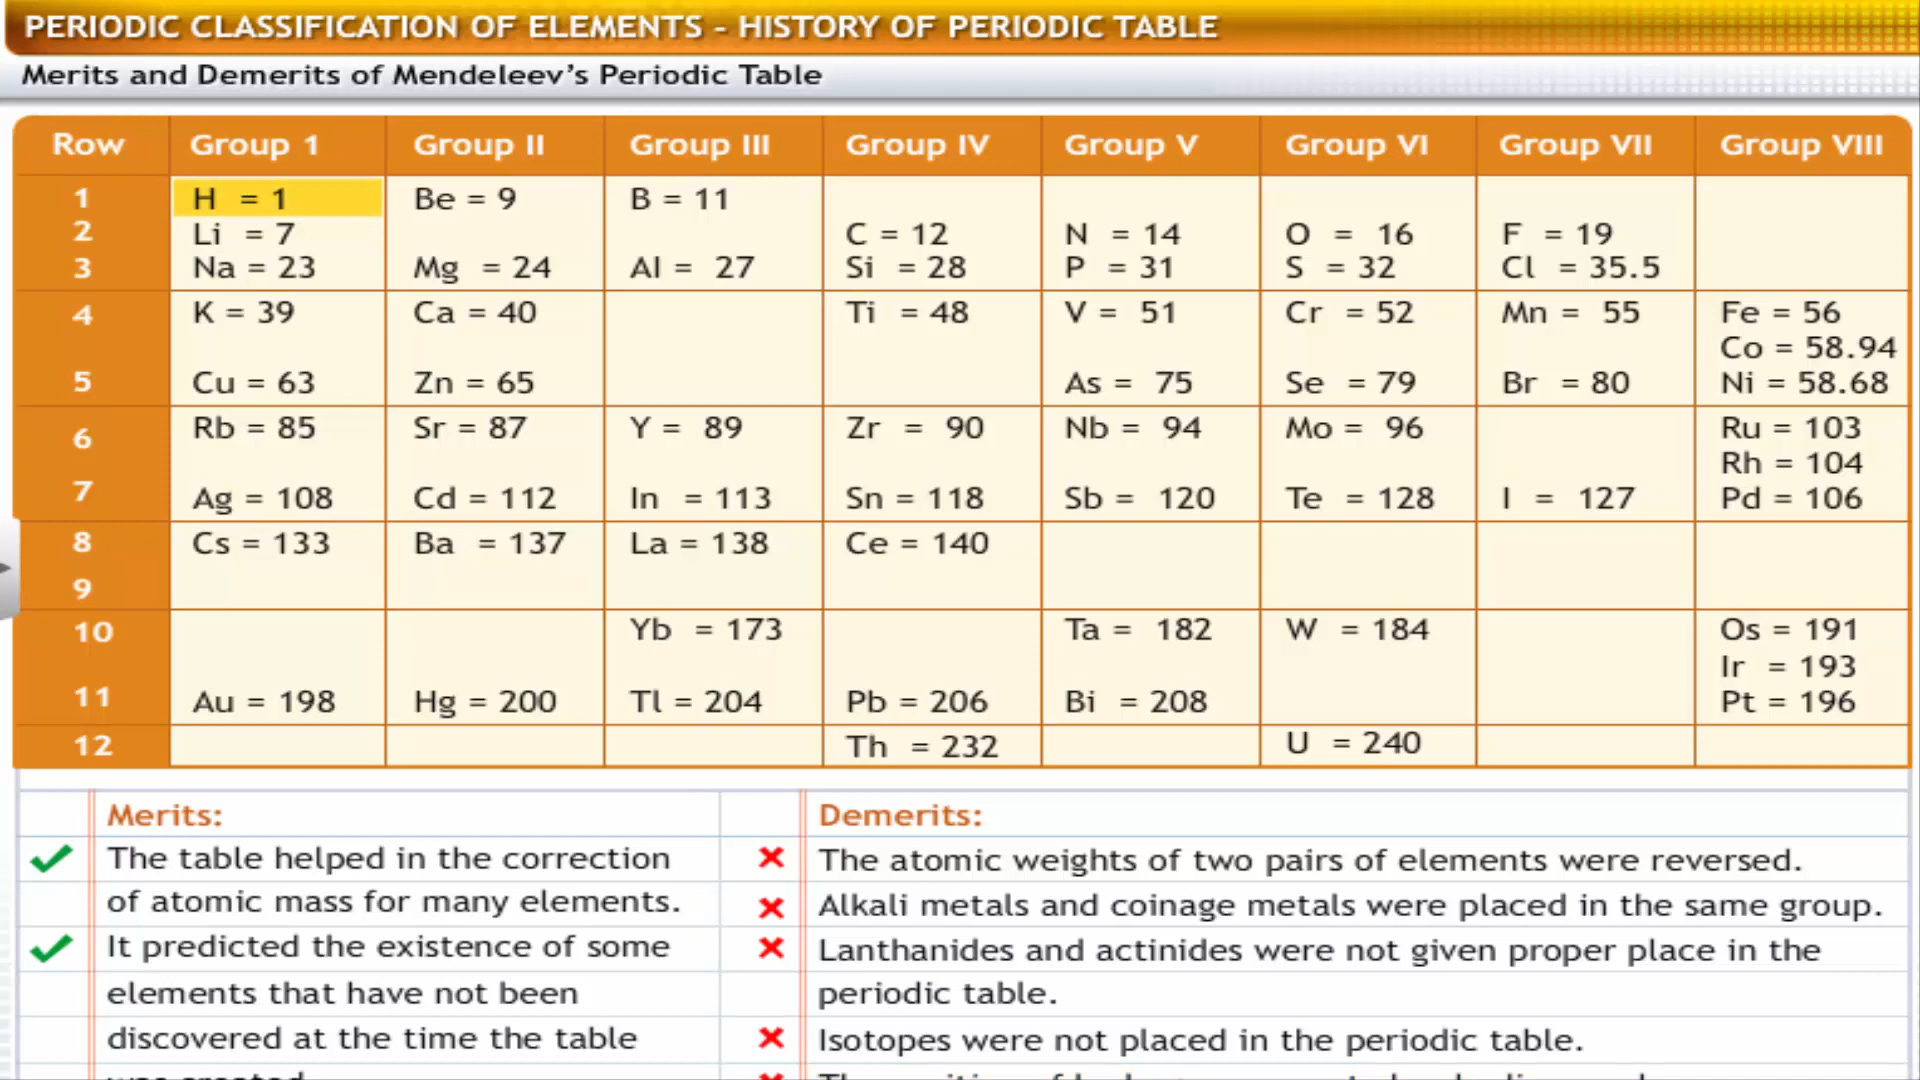 PERIODIC CLASSIFICATION OF ELEMENTS - HISTORY OF PERIODIC TABLE
Merits and Demerits of Mendeleev's Periodic Table
Row Group 1 Group II Group III Group IV Group V Group VI Group VII Group VIII
1 H = 1 Be = 9 B = 11
2 Li = 7 C = 12 N = 14 O = 16 F = 19
3 Na = 23 Mg = 24 Al = 27 Si = 28 P = 31 S = 32 Cl = 35.5
4 K = 39 Ca = 40 Ti = 48 V = 51 Cr = 52 Mn = 55 Fe = 56
Co = 58.94
5 Cu = 63 Zn = 65 As = 75 Se = 79 Br = 80 Ni = 58.68
6 Rb = 85 Sr = 87 Y = 89 Zr = 90 Nb = 94 Mo = 96 Ru = 103
Rh = 104
7 Ag = 108 Cd = 112 In = 113 Sn = 118 Sb = 120 Te = 128 I = 127 Pd = 106
8 Cs = 133 Ba = 137 La = 138 Ce = 140
9
10 Yb = 173 Ta = 182 W = 184 Os = 191
Ir = 193
11 Au = 198 Hg = 200 Tl = 204 Pb = 206 Bi = 208 Pt = 196
12 Th = 232 U = 240
Merits:
The table helped in the correction
of atomic mass for many elements.
It predicted the existence of some
elements that have not been
discovered at the time the table
Demerits:
The atomic weights of two pairs of elements were reversed.
Alkali metals and coinage metals were placed in the same group.
Lanthanides and actinides were not given proper place in the
periodic table.
Isotopes were not placed in the periodic table.